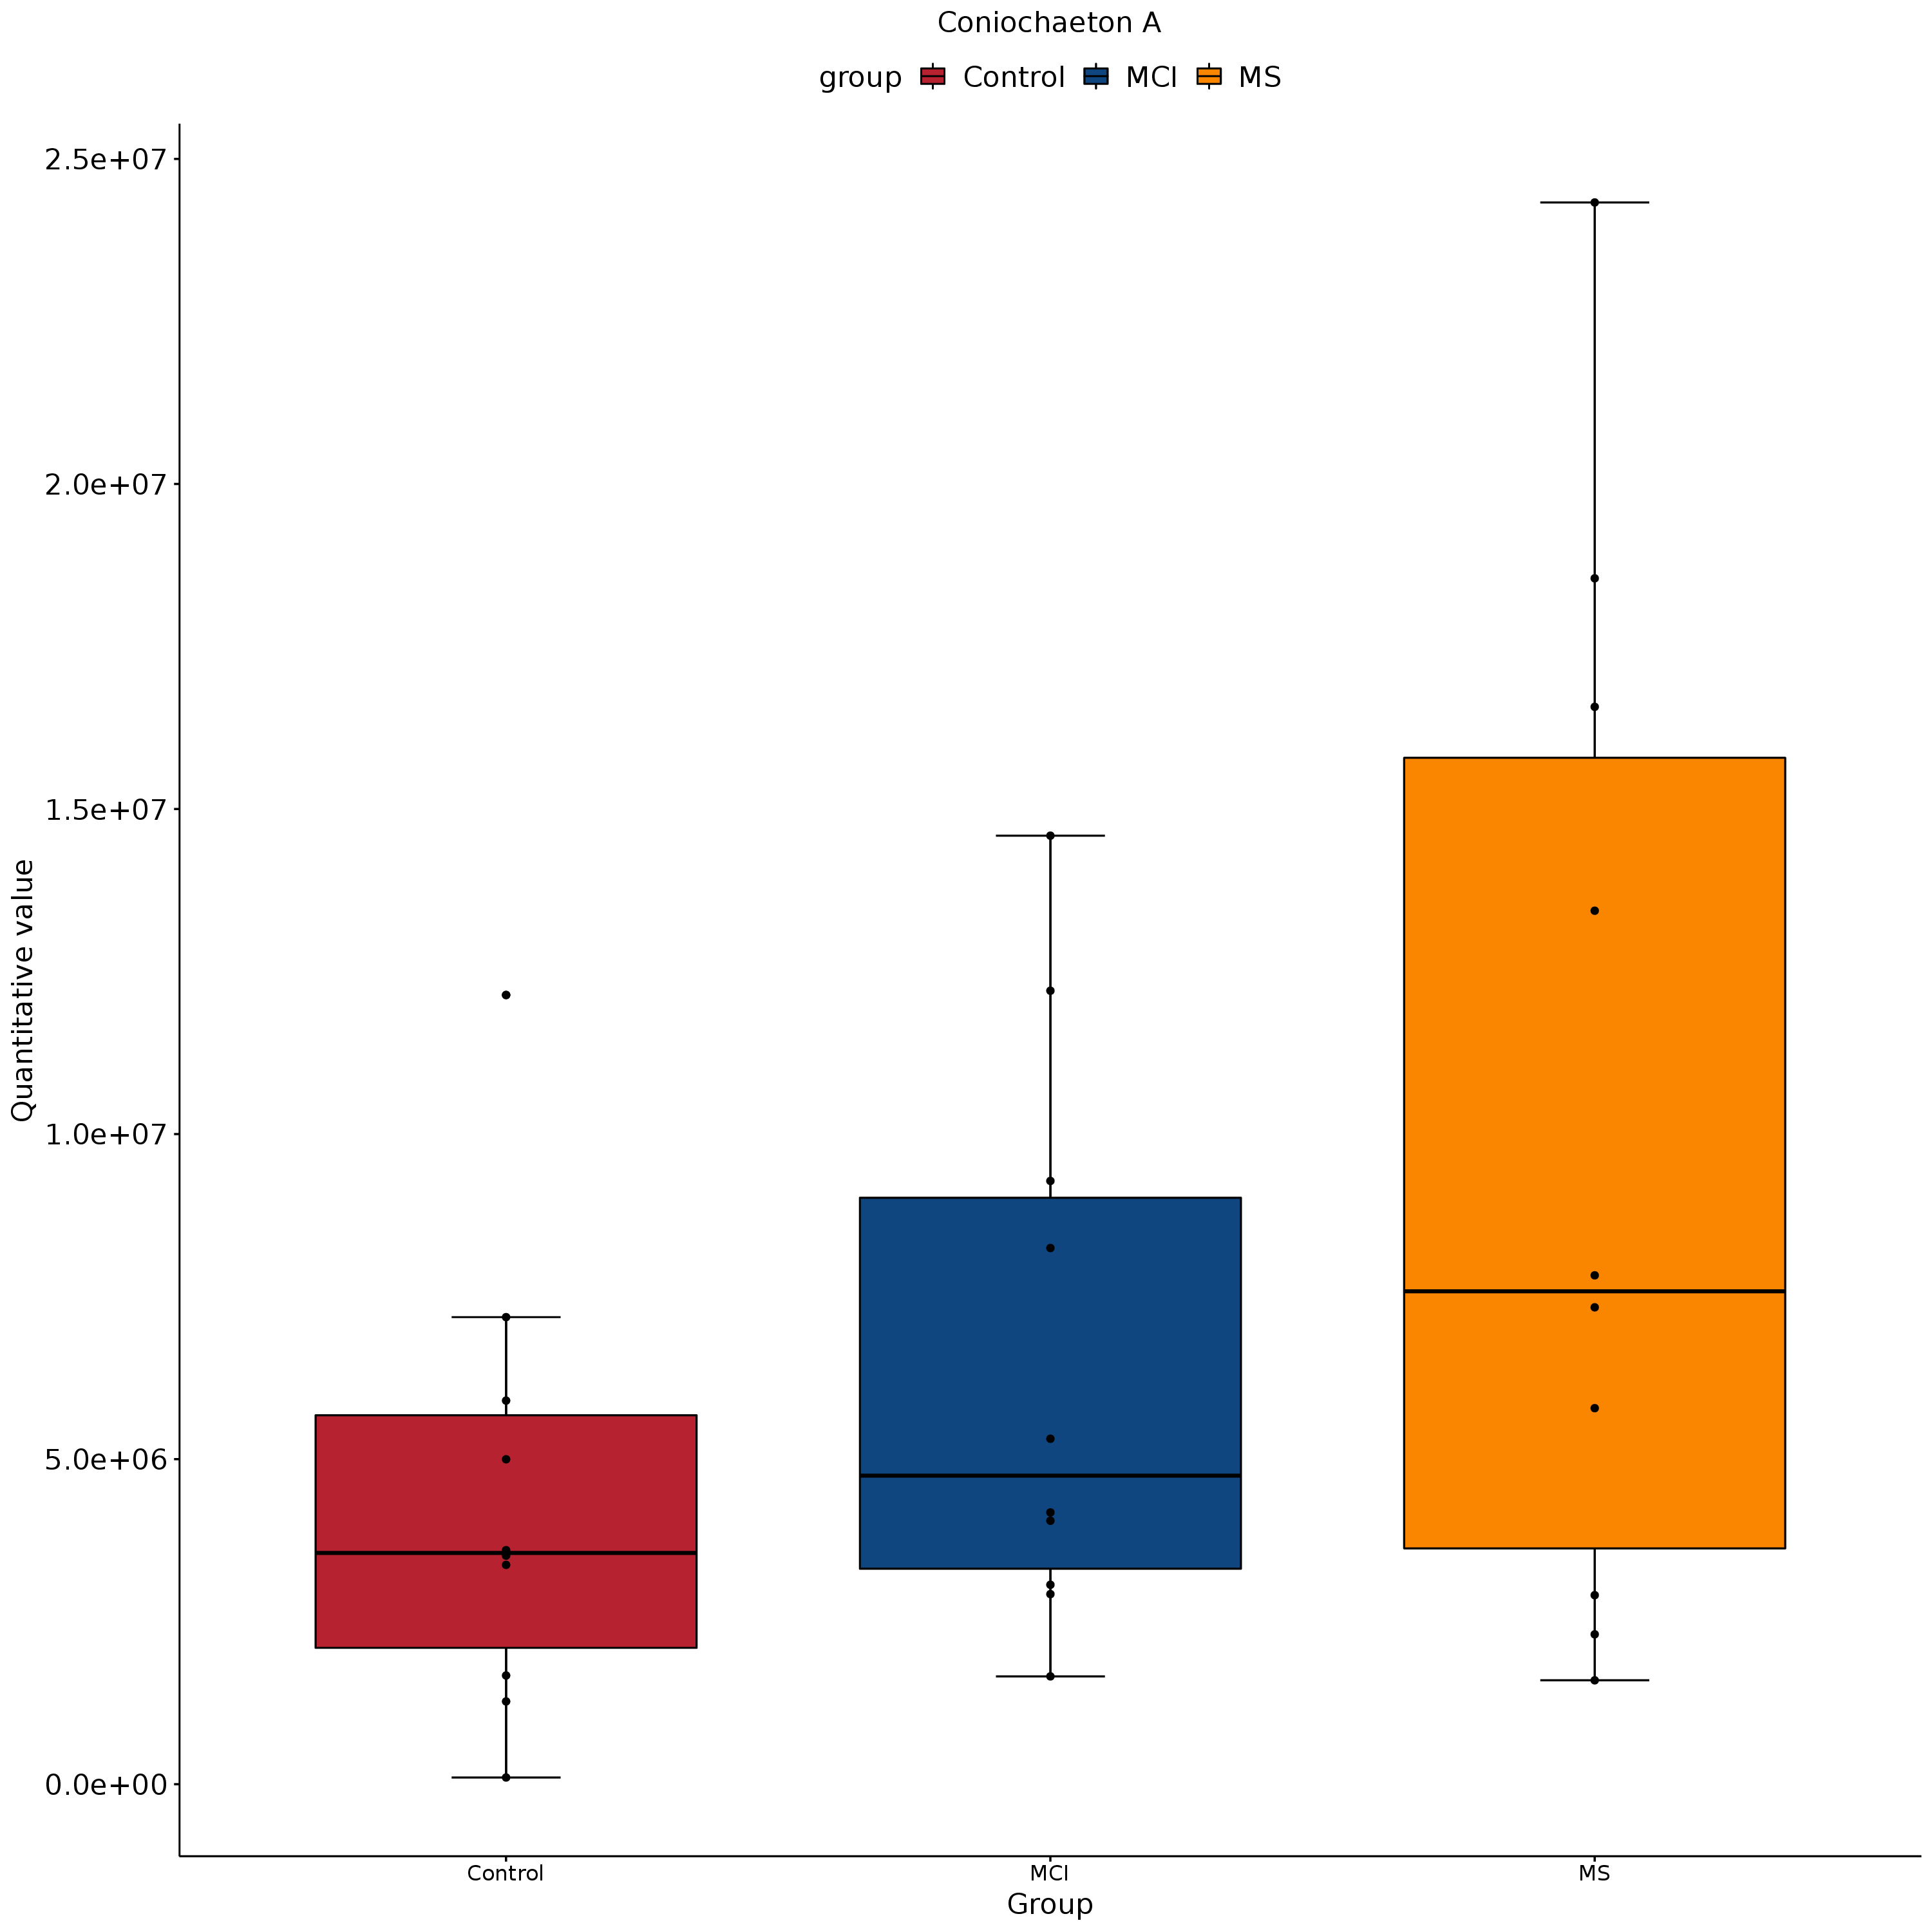 Coniochaeton A
group Control MCI MS
2.5e+07
2.0e+07
1.5e+07
1.0e+07
5.0e+06
0.0e+00
Quantitative value
Control MCI MS
Group